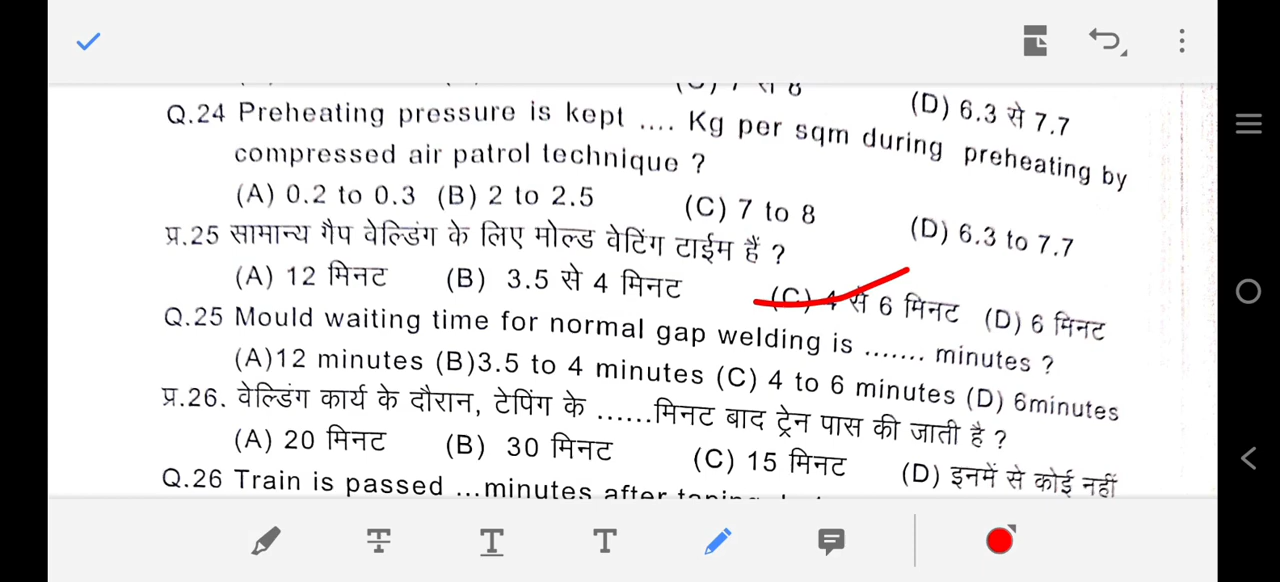 (D) 6.3 से 7.7
Q.24 Preheating pressure is kept .... Kg per sqm during preheating by
compressed air patrol technique ?
(A) 0.2 to 0.3 (B) 2 to 2.5 (C) 7 to 8 (D) 6.3 to 7.7
प्र.25 सामान्य गैप वेल्डिंग के लिए मोल्ड वेटिंग टाईम हैं ?
(A) 12 मिनट (B) 3.5 से 4 मिनट (C) 4 से 6 मिनट (D) 6 मिनट
Q.25 Mould waiting time for normal gap welding is ....... minutes ?
(A)12 minutes (B)3.5 to 4 minutes (C) 4 to 6 minutes (D) 6minutes
प्र.26. वेल्डिंग कार्य के दौरान, टेपिंग के ......मिनट बाद ट्रेन पास की जाती है ?
(A) 20 मिनट (B) 30 मिनट (C) 15 मिनट (D) इनमें से कोई नहीं
Q.26 Train is passed ...minutes after